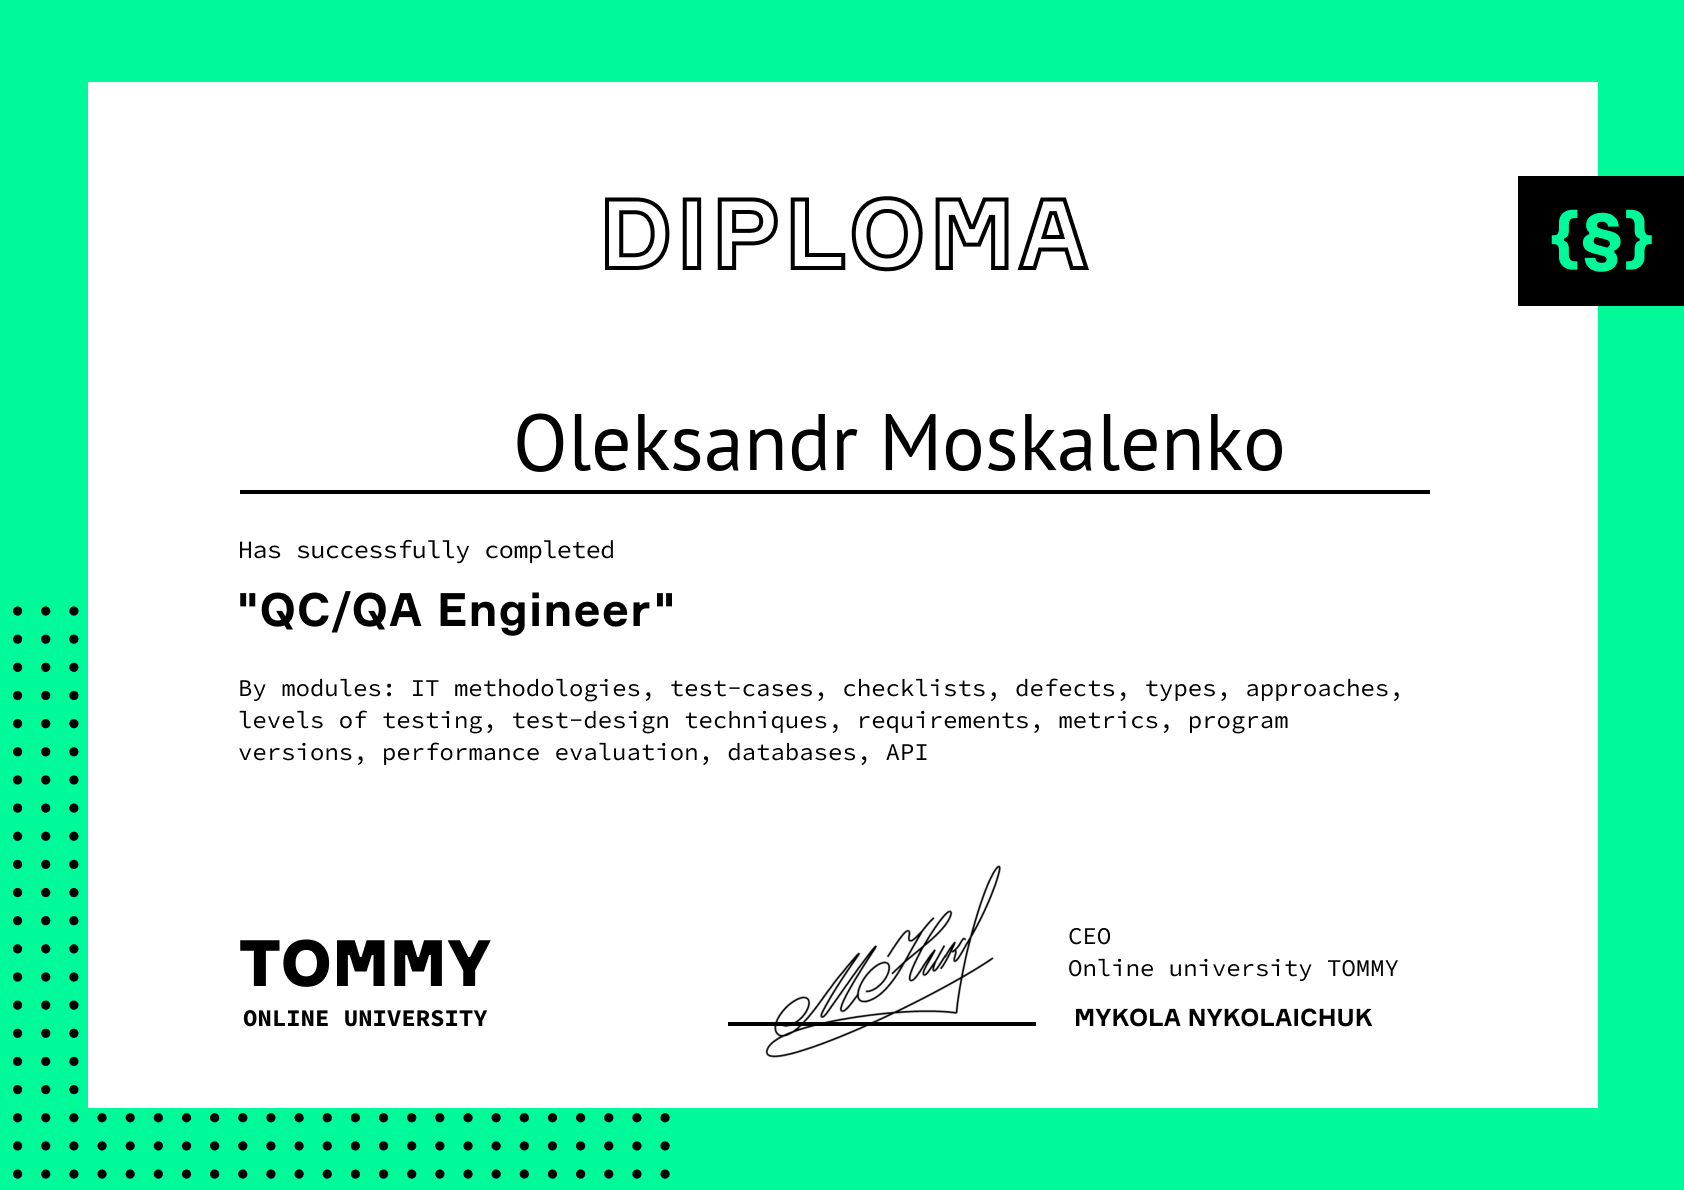 DIPLOMA
{§}
Oleksandr Moskalenko
Has successfully completed
"QC/QA Engineer"
By modules: IT methodologies, test-cases, checklists, defects, types, approaches,
levels of testing, test-design techniques, requirements, metrics, program
versions, performance evaluation, databases, API
TOMMY
ONLINE UNIVERSITY
CEO
Online university TOMMY
MYKOLA NYKOLAICHUK